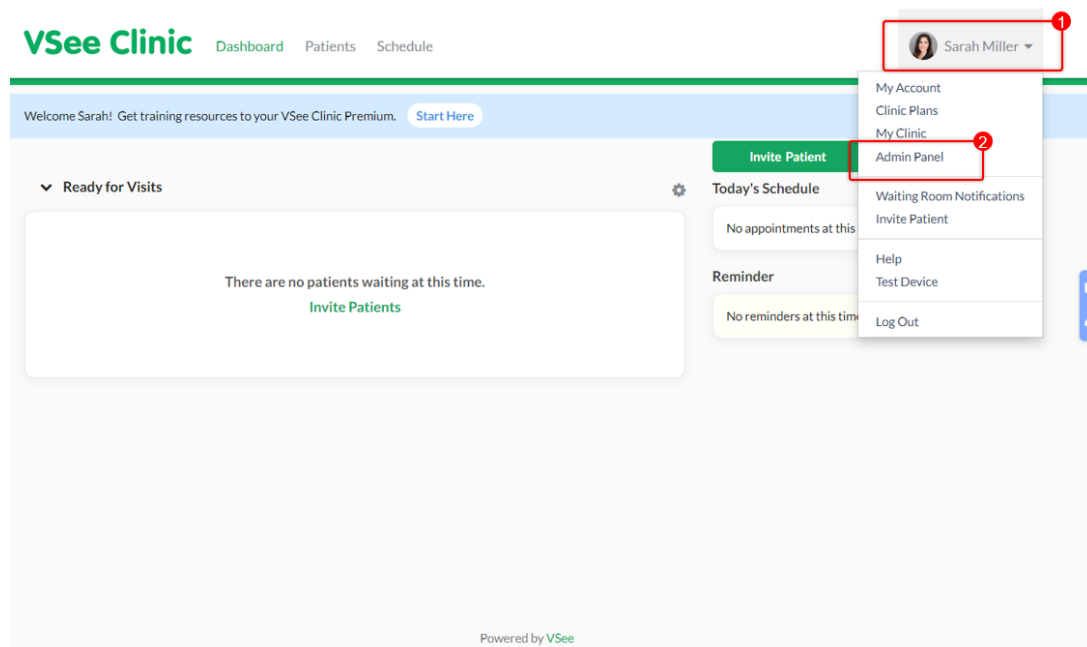 VSee Clinic Dashboard Patients Schedule
1
Sarah Miller
My Account
Clinic Plans
My Clinic
2
Admin Panel
Waiting Room Notifications
Invite Patient
Help
Test Device
Log Out
Welcome Sarah! Get training resources to your VSee Clinic Premium. Start Here
Ready for Visits
There are no patients waiting at this time.
Invite Patients
Invite Patient
Today's Schedule
No appointments at this
Reminder
No reminders at this time
Powered by VSee